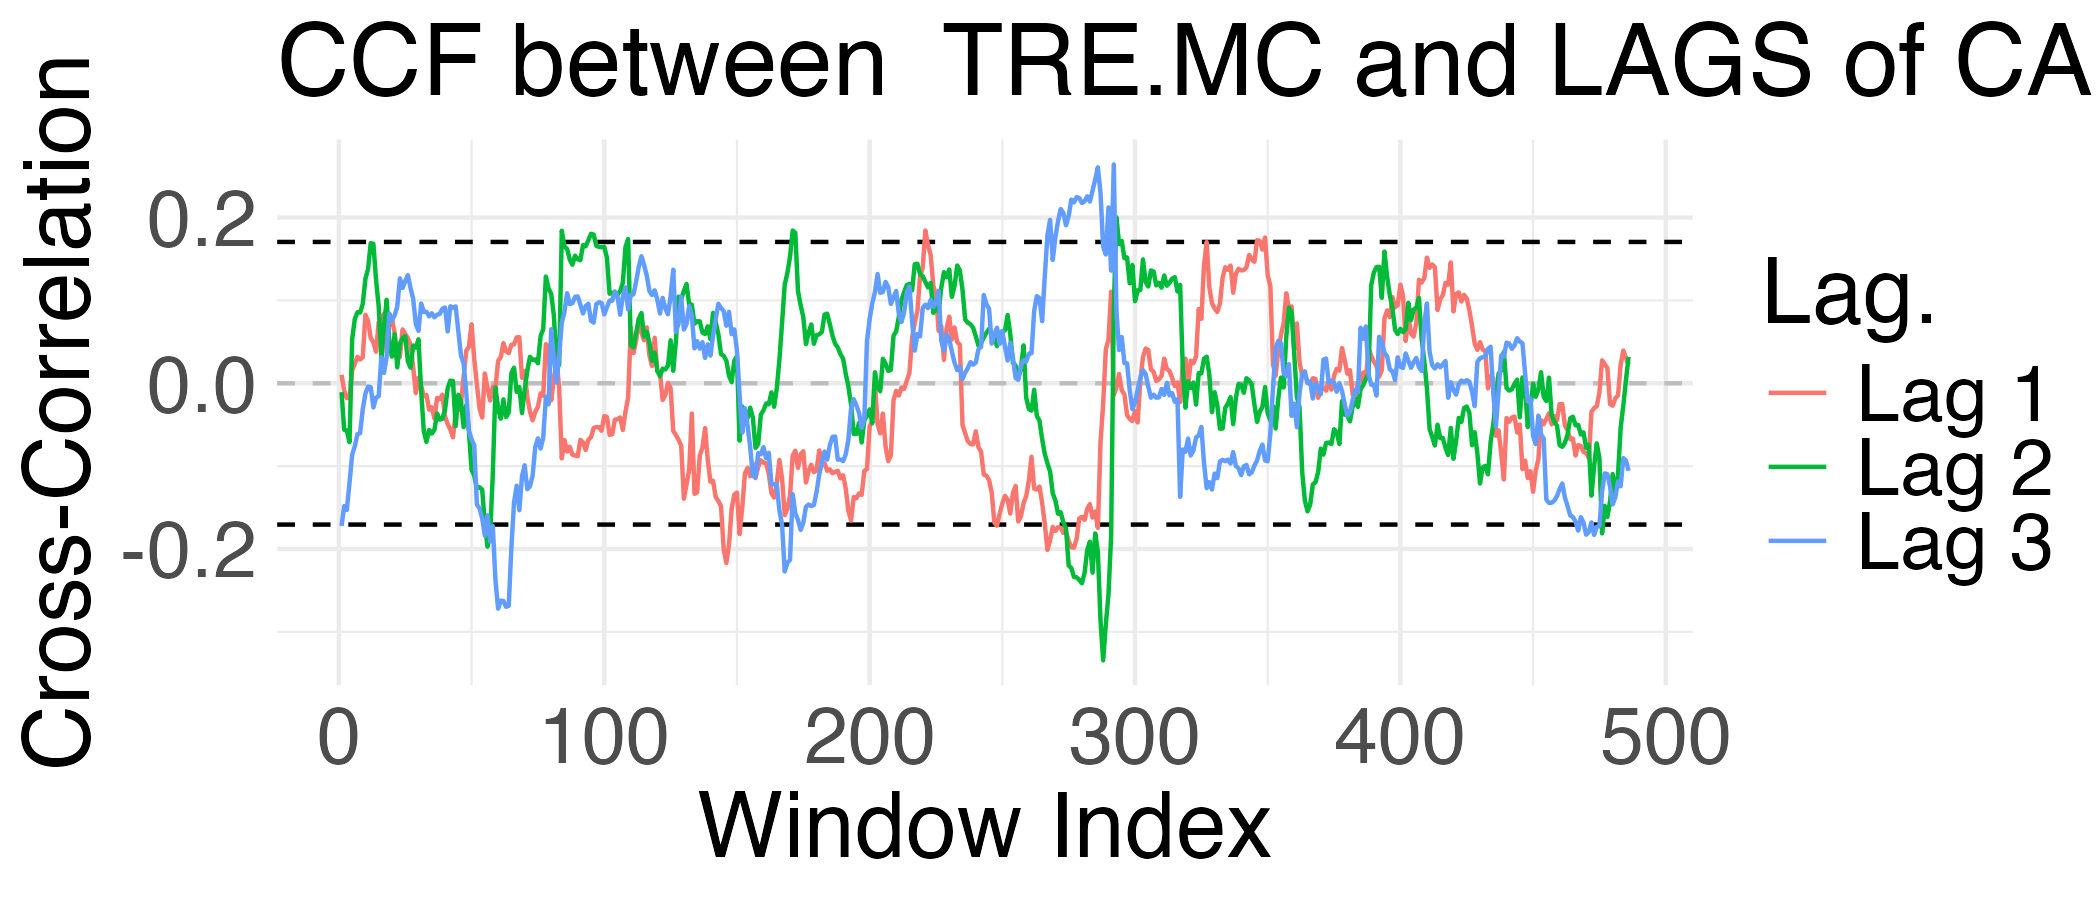 CCF between  TRE.MC and LAGS of CA
Cross-Correlation
0.2
0.0
-0.2
0 100 200 300 400 500
Window Index
Lag.
Lag 1
Lag 2
Lag 3